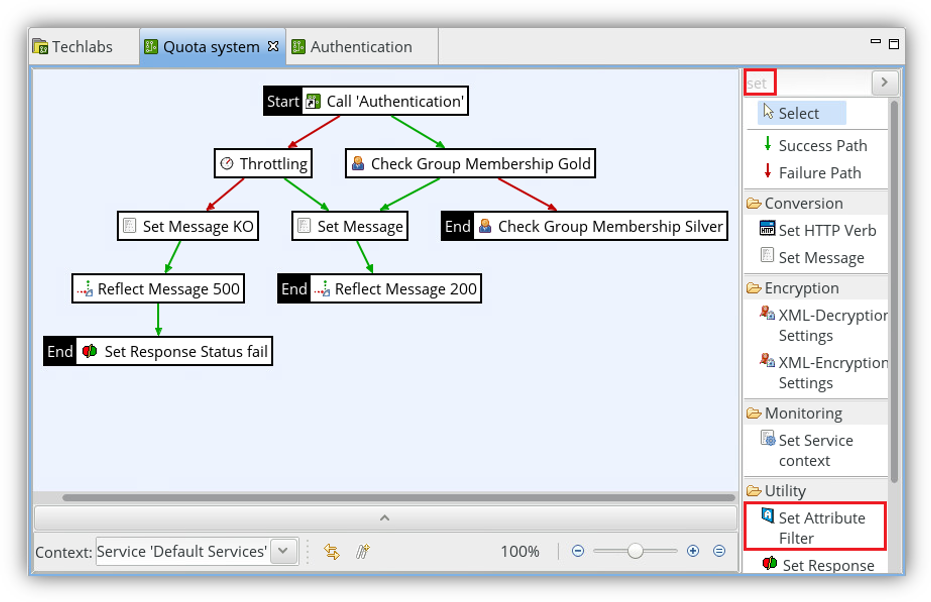 Techlabs
Quota system
Authentication
set
Start Call 'Authentication'
Throttling
Check Group Membership Gold
Set Message KO
Set Message
End Check Group Membership Silver
Reflect Message 500
End Reflect Message 200
End Set Response Status fail
Select
Success Path
Failure Path
Conversion
HTTP Set HTTP Verb
Set Message
Encryption
XML-Decryption
Settings
XML-Encryption
Settings
Monitoring
Set Service
context
Utility
Set Attribute
Filter
Set Response
Context: Service 'Default Services'
100%